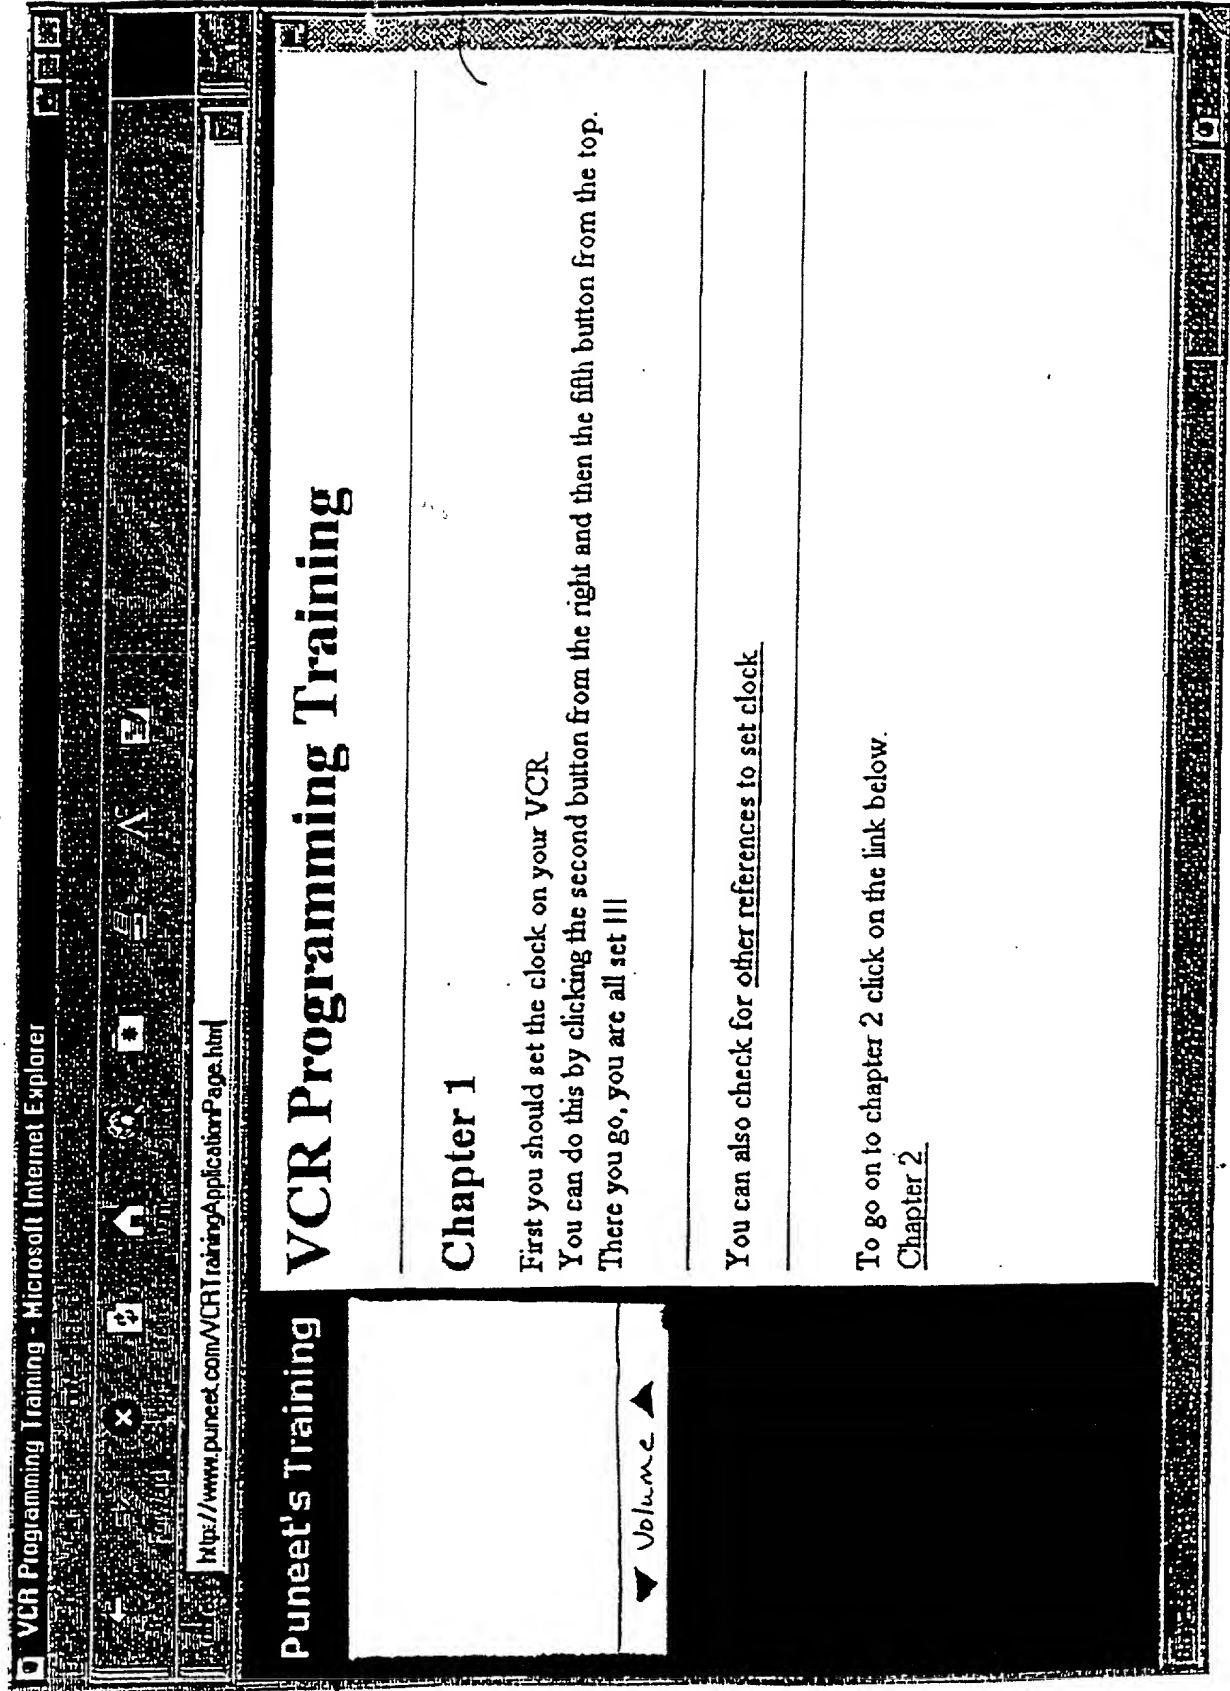 VCR Programming Training - Microsoft Internet Explorer
http://www.puneet.com/VCRTrainingApplicationPage.html
Puneet's Training
Volume
VCR Programming Training
Chapter 1
First you should set the clock on your VCR
You can do this by clicking the second button from the right and then the fifth button from the top.
There you go, you are all set !!!
You can also check for other references to set clock
To go on to chapter 2 click on the link below.
Chapter 2